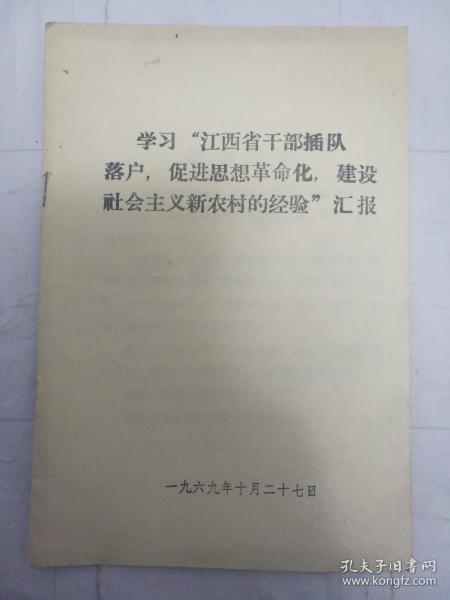 学习“江西省干部插队
落户，促进思想革命化，建设
社会主义新农村的经验”汇报
一九六九年十月二十七日
孔夫子旧书网
www.kongfz.com